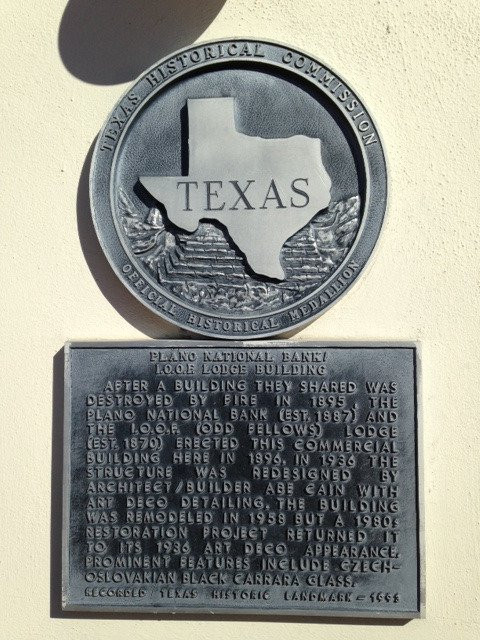 TEXAS HISTORICAL COMMISSION
TEXAS
OFFICIAL HISTORICAL MEDALLION
PLANO NATIONAL BANK/
I.O.O.F. LODGE BUILDING
AFTER A BUILDING THEY SHARED WAS
DESTROYED BY FIRE IN 1895, THE
PLANO NATIONAL BANK (EST. 1887) AND
THE I.O.O.F. (ODD FELLOWS) LODGE
(EST. 1870) ERECTED THIS COMMERCIAL
BUILDING HERE IN 1896. IN 1936 THE
STRUCTURE WAS REDESIGNED BY
ARCHITECT/BUILDER ABE CAIN WITH
ART DECO DETAILING. THE BUILDING
WAS REMODELED IN 1958 BUT A 1980s
RESTORATION PROJECT RETURNED IT
TO ITS 1936 ART DECO APPEARANCE.
PROMINENT FEATURES INCLUDE CZECH-
OSLOVAKIAN BLACK CARRARA GLASS.
RECORDED TEXAS HISTORIC LANDMARK - 1995